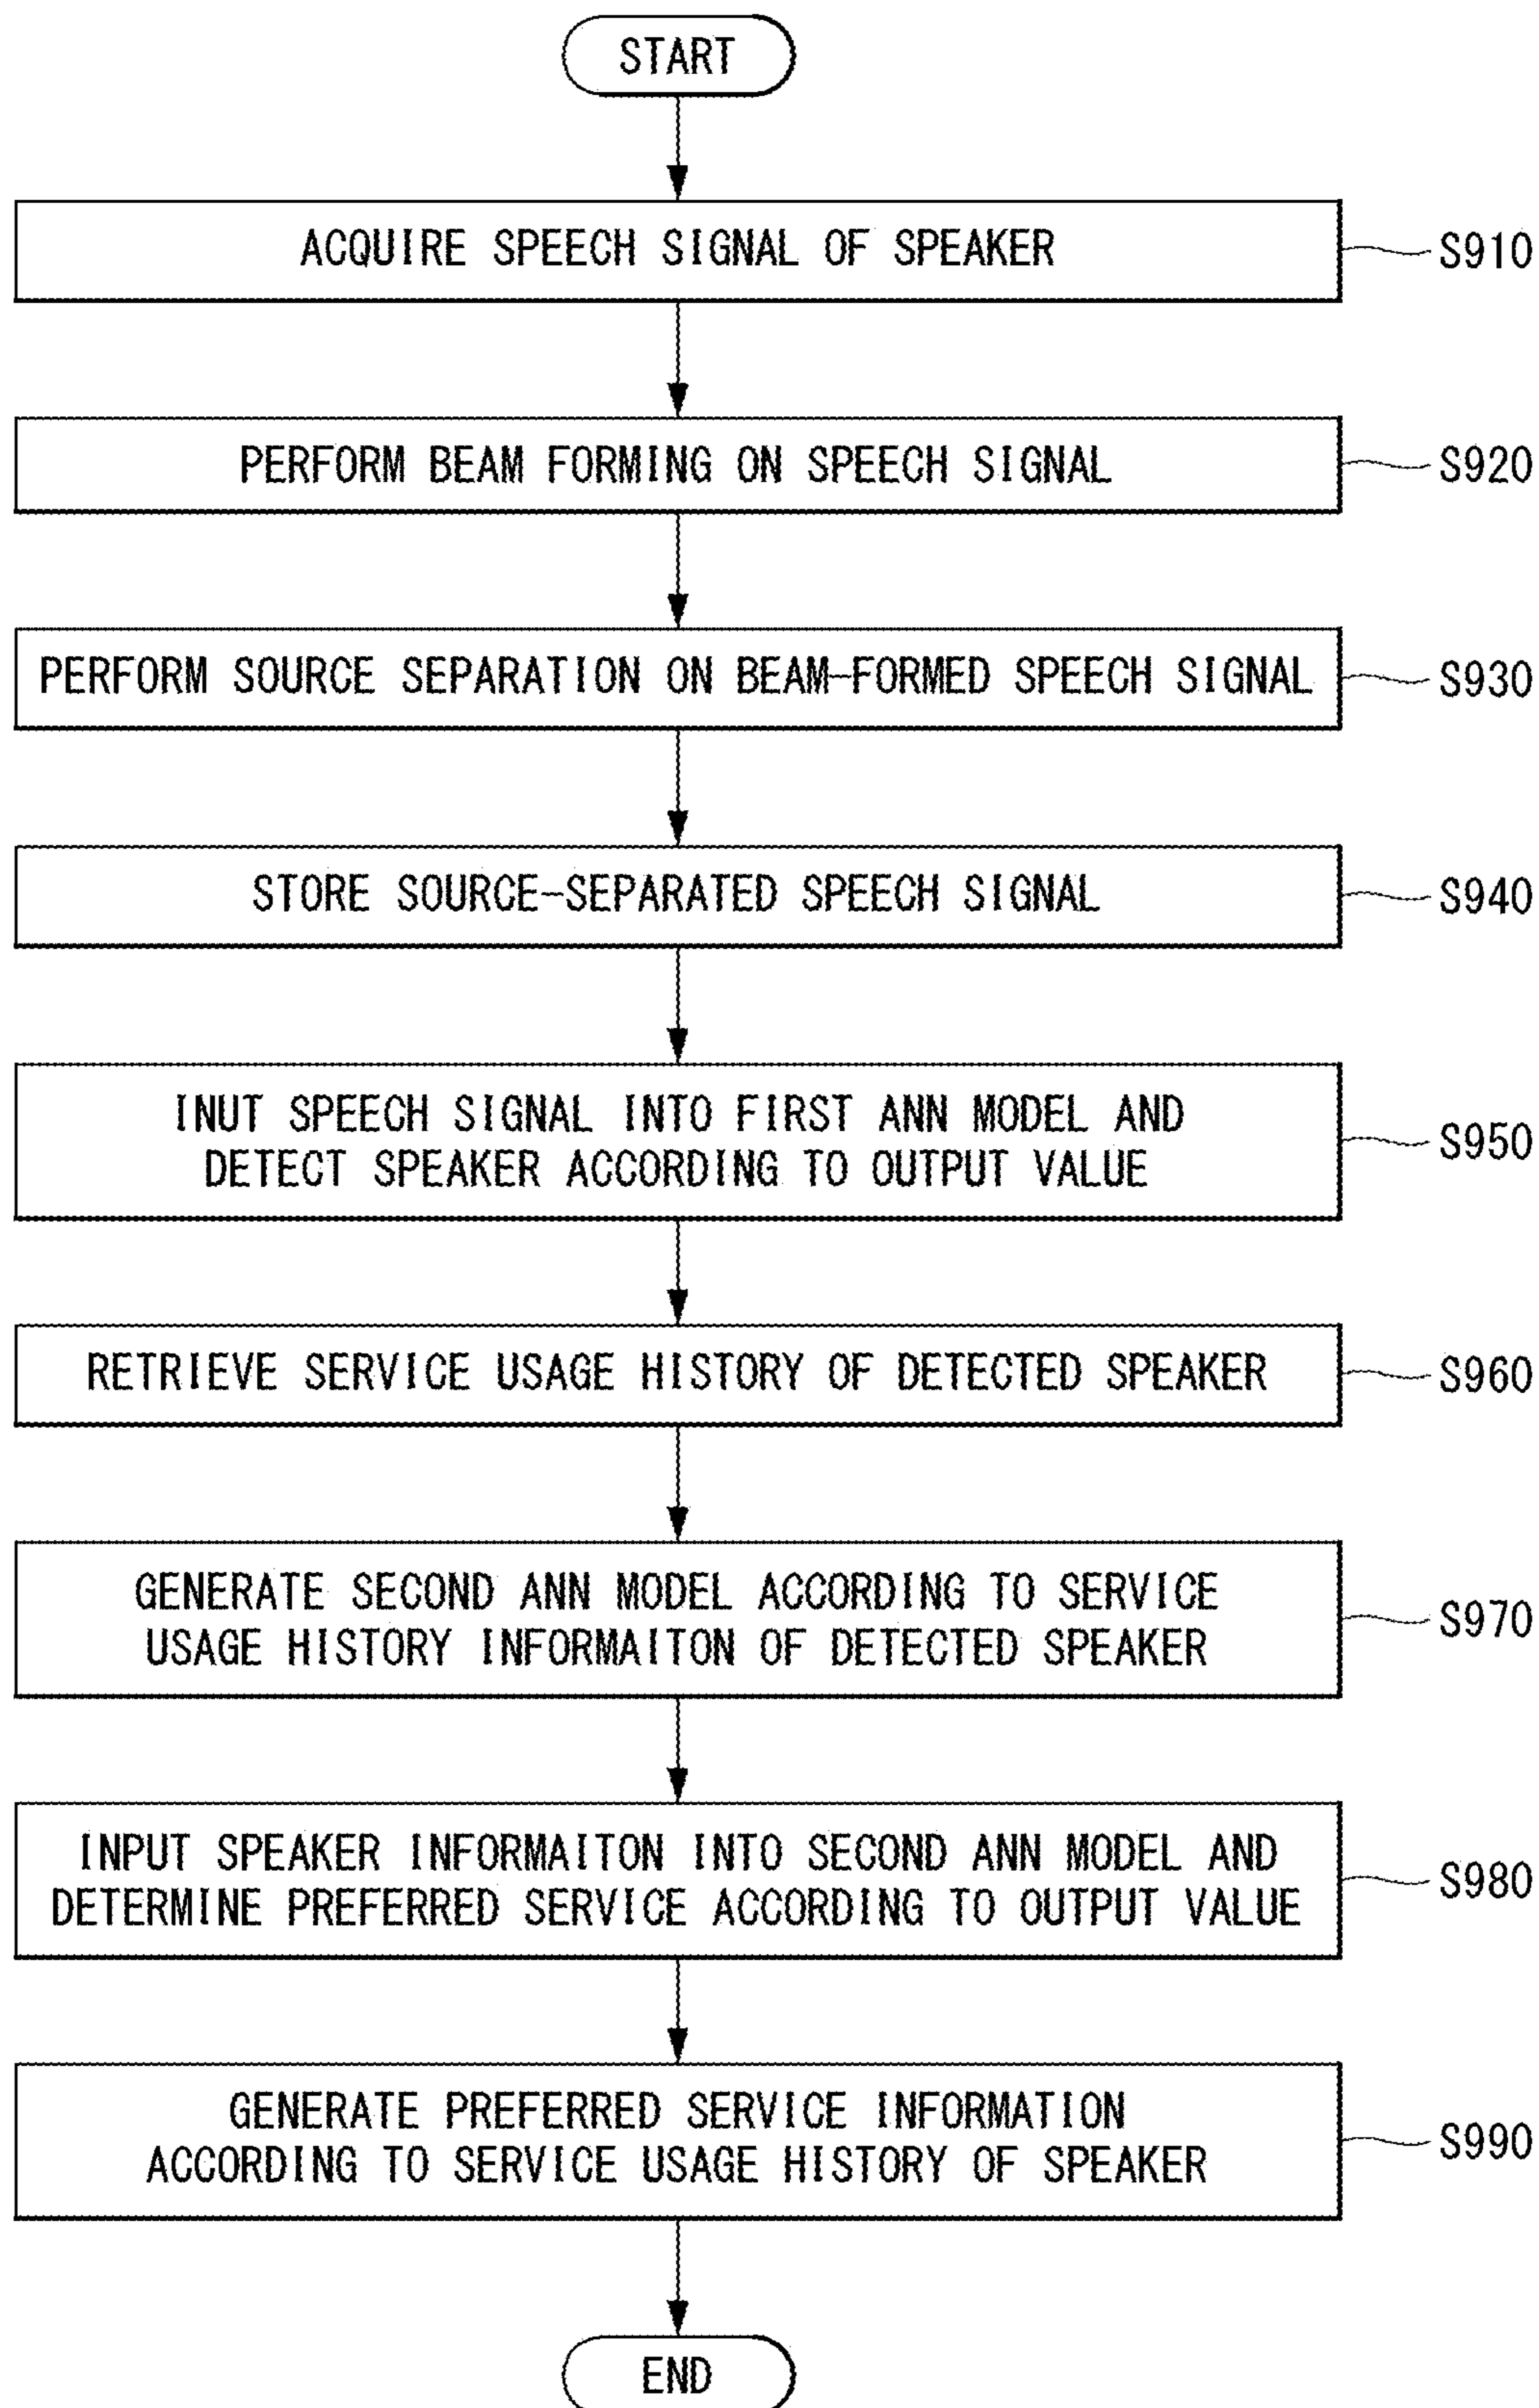 START
ACQUIRE SPEECH SIGNAL OF SPEAKER
S910
PERFORM BEAM FORMING ON SPEECH SIGNAL
S920
PERFORM SOURCE SEPARATION ON BEAM-FORMED SPEECH SIGNAL
S930
STORE SOURCE-SEPARATED SPEECH SIGNAL
S940
INUT SPEECH SIGNAL INTO FIRST ANN MODEL AND
DETECT SPEAKER ACCORDING TO OUTPUT VALUE
S950
RETRIEVE SERVICE USAGE HISTORY OF DETECTED SPEAKER
S960
GENERATE SECOND ANN MODEL ACCORDING TO SERVICE
USAGE HISTORY INFORMAITON OF DETECTED SPEAKER
S970
INPUT SPEAKER INFORMAITON INTO SECOND ANN MODEL AND
DETERMINE PREFERRED SERVICE ACCORDING TO OUTPUT VALUE
S980
GENERATE PREFERRED SERVICE INFORMATION
ACCORDING TO SERVICE USAGE HISTORY OF SPEAKER
S990
END